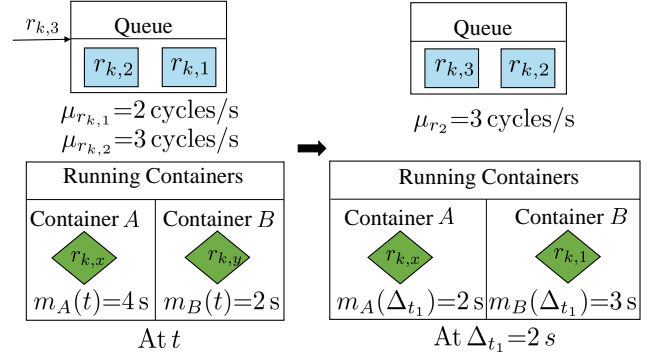 r_{k,3}
Queue
r_{k,2} r_{k,1}
μ_{r_{k,1}}=2 cycles/s
μ_{r_{k,2}}=3 cycles/s
Running Containers
Container A Container B
r_{k,x} r_{k,y}
m_A(t)=4 s m_B(t)=2 s
At t
Queue
r_{k,3} r_{k,2}
μ_{r_2}=3 cycles/s
Running Containers
Container A Container B
r_{k,x} r_{k,1}
m_A(Δ_{t_1})=2 s m_B(Δ_{t_1})=3 s
At Δ_{t_1}=2 s